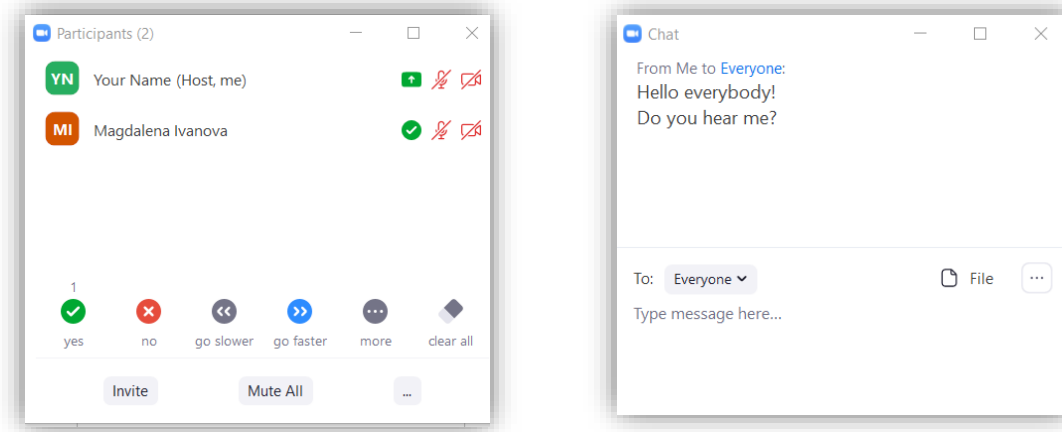 Participants (2)
YN Your Name (Host, me)
MI Magdalena Ivanova
1
yes no go slower go faster more clear all
Invite Mute All ...
Chat
From Me to Everyone:
Hello everybody!
Do you hear me?
To: Everyone File ...
Type message here...